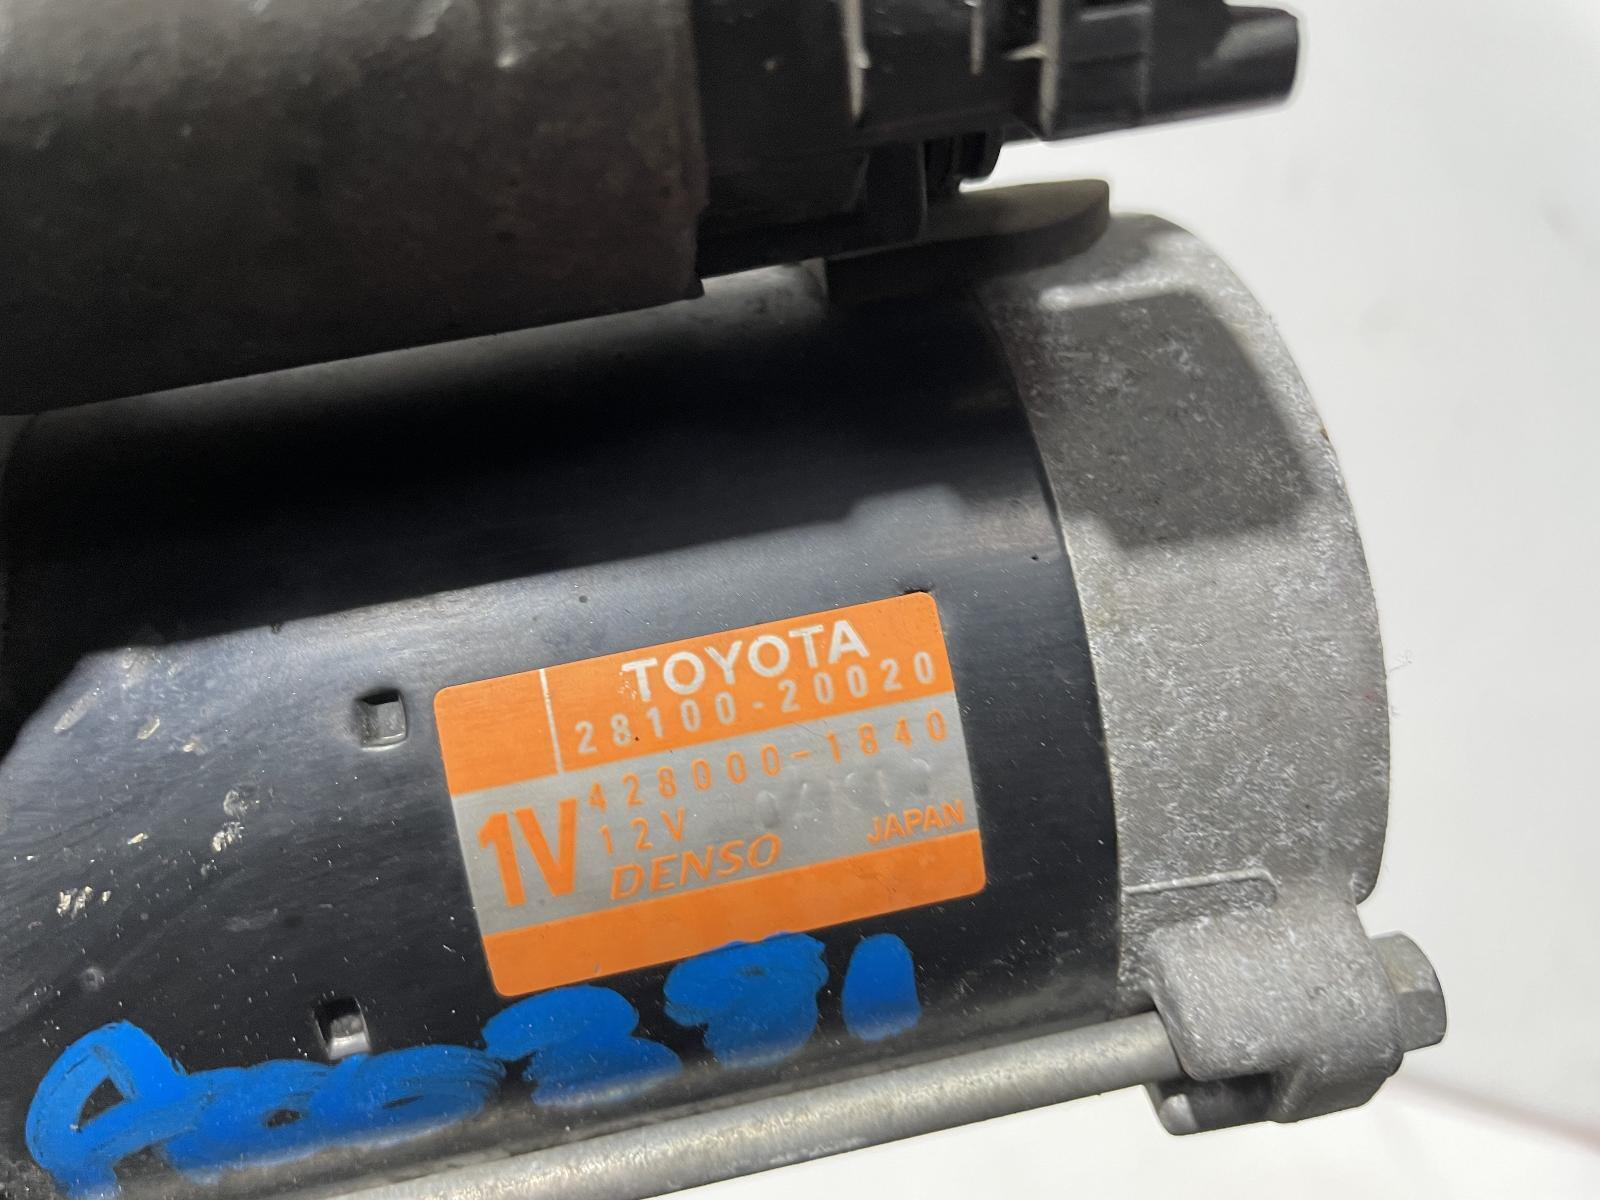 TOYOTA
28100-20020
428000-1840
1V
12V
DENSO
JAPAN